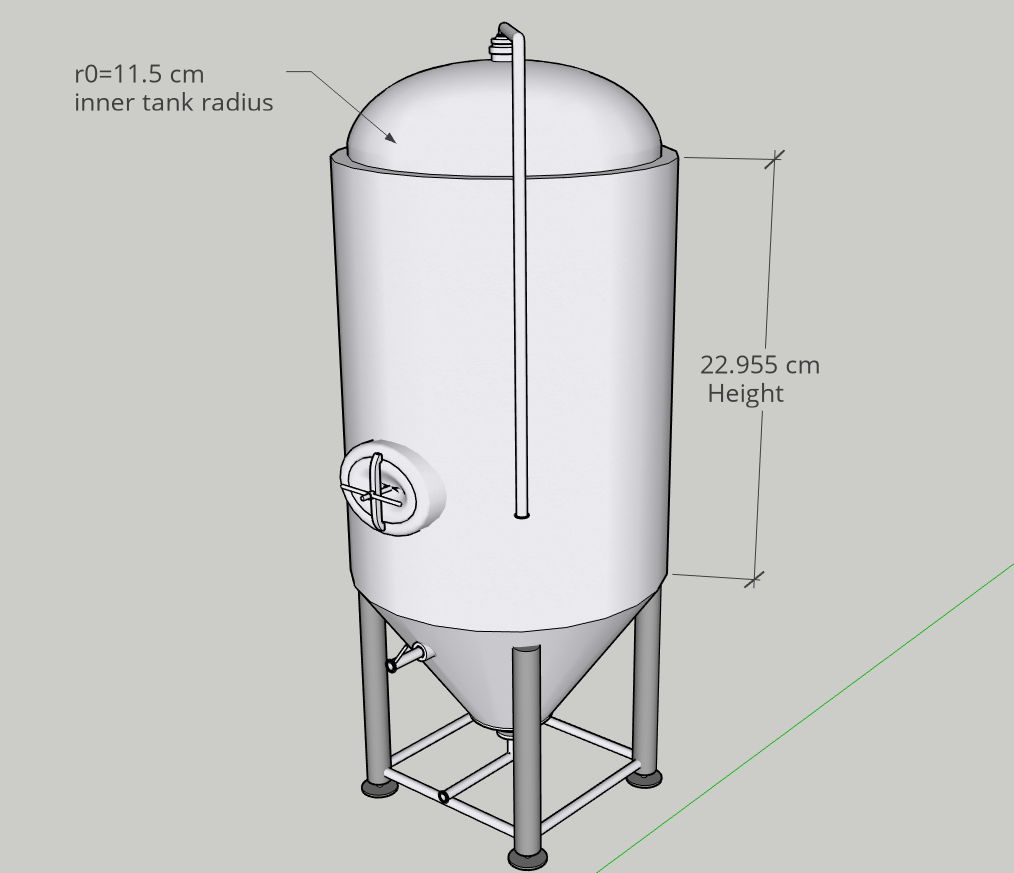 r0=11.5 cm
inner tank radius
22.955 cm
Height